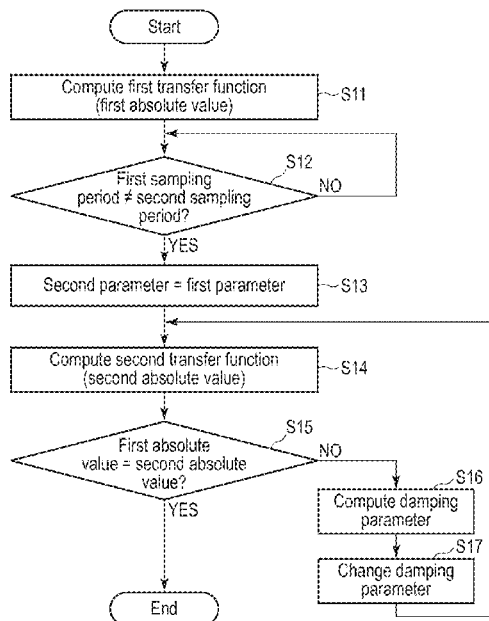 Start
Compute first transfer function
(first absolute value)
S11
S12
First sampling
period ≠ second sampling
period?
NO
YES
Second parameter = first parameter
S13
Compute second transfer function
(second absolute value)
S14
S15
First absolute
value = second absolute
value?
NO
YES
S16
Compute damping
parameter
S17
Change damping
parameter
End